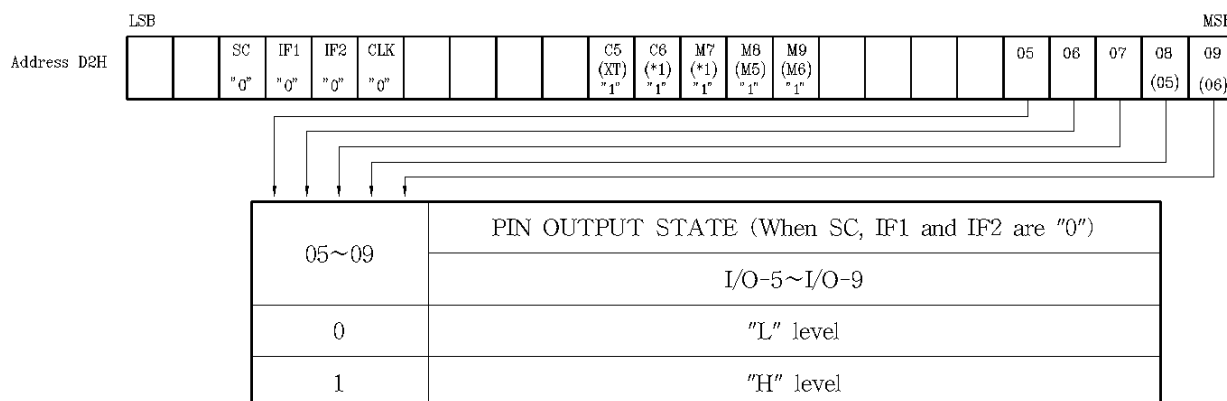 LSB MSB
Address D2H
SC IF1 IF2 CLK C5 C6 M7 M8 M9 05 06 07 08 09
(XT) (*1) (*1) (M5) (M6) (05) (06)
"0" "0" "0" "0" "1" "1" "1" "1" "1"
05~09
PIN OUTPUT STATE (When SC, IF1 and IF2 are "0")
I/O-5~I/O-9
0 "L" level
1 "H" level